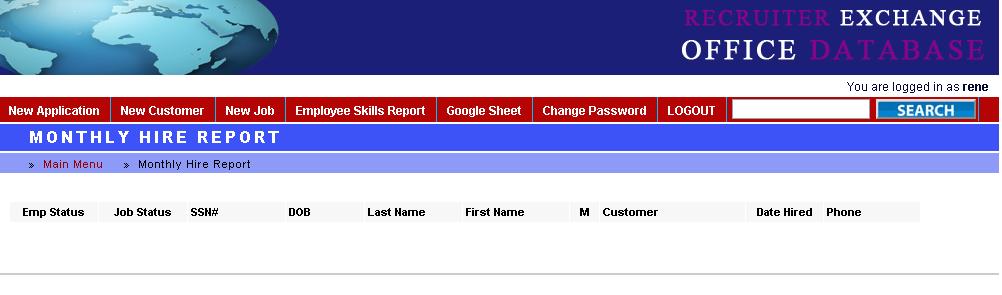 RECRUITER EXCHANGE
OFFICE DATABASE
You are logged in as rene
New Application New Customer New Job Employee Skills Report Google Sheet Change Password LOGOUT SEARCH
MONTHLY HIRE REPORT
» Main Menu » Monthly Hire Report
Emp Status Job Status SSN# DOB Last Name First Name M Customer Date Hired Phone